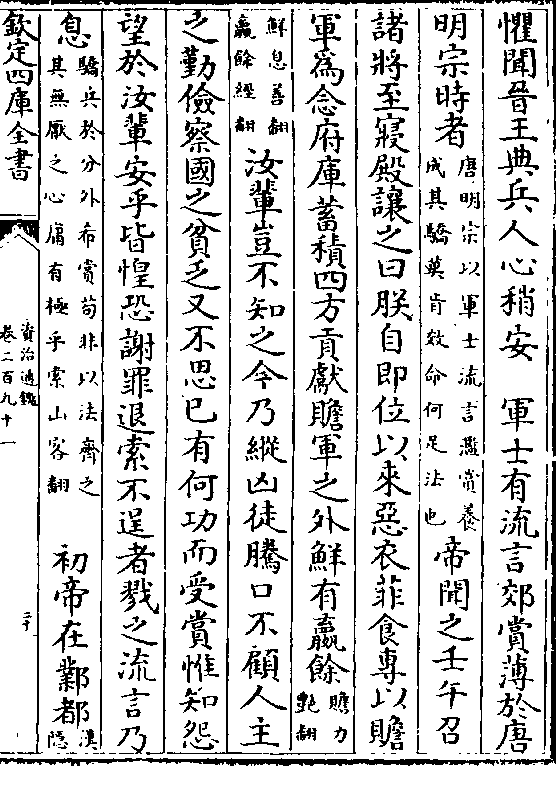 懼聞晉王典兵人心稍安　軍士有流言郊賞薄於唐
明宗時者唐明宗以軍士流言濫賞養成其驕莫肯效命何足法也帝聞之壬午召
諸將至寢殿讓之曰朕自即位以來惡衣菲食專以贍
軍為念府庫蓄積四方貢獻贍軍之外鮮有贏餘贍力艶翻
鮮息善翻贏餘經翻汝輩豈不知之今乃縱凶徒騰口不顧人主
之勤儉察國之貧乏又不思己有何功而受賞惟知怨
望於汝輩安乎皆惶恐謝罪退索不逞者戮之流言乃
息驕兵於分外希賞苟非以法齊之其無厭之心庸有極乎索山客翻　初帝在鄴都漢隱
欽定四庫全書
資治通鑑
卷二百九十一
二十